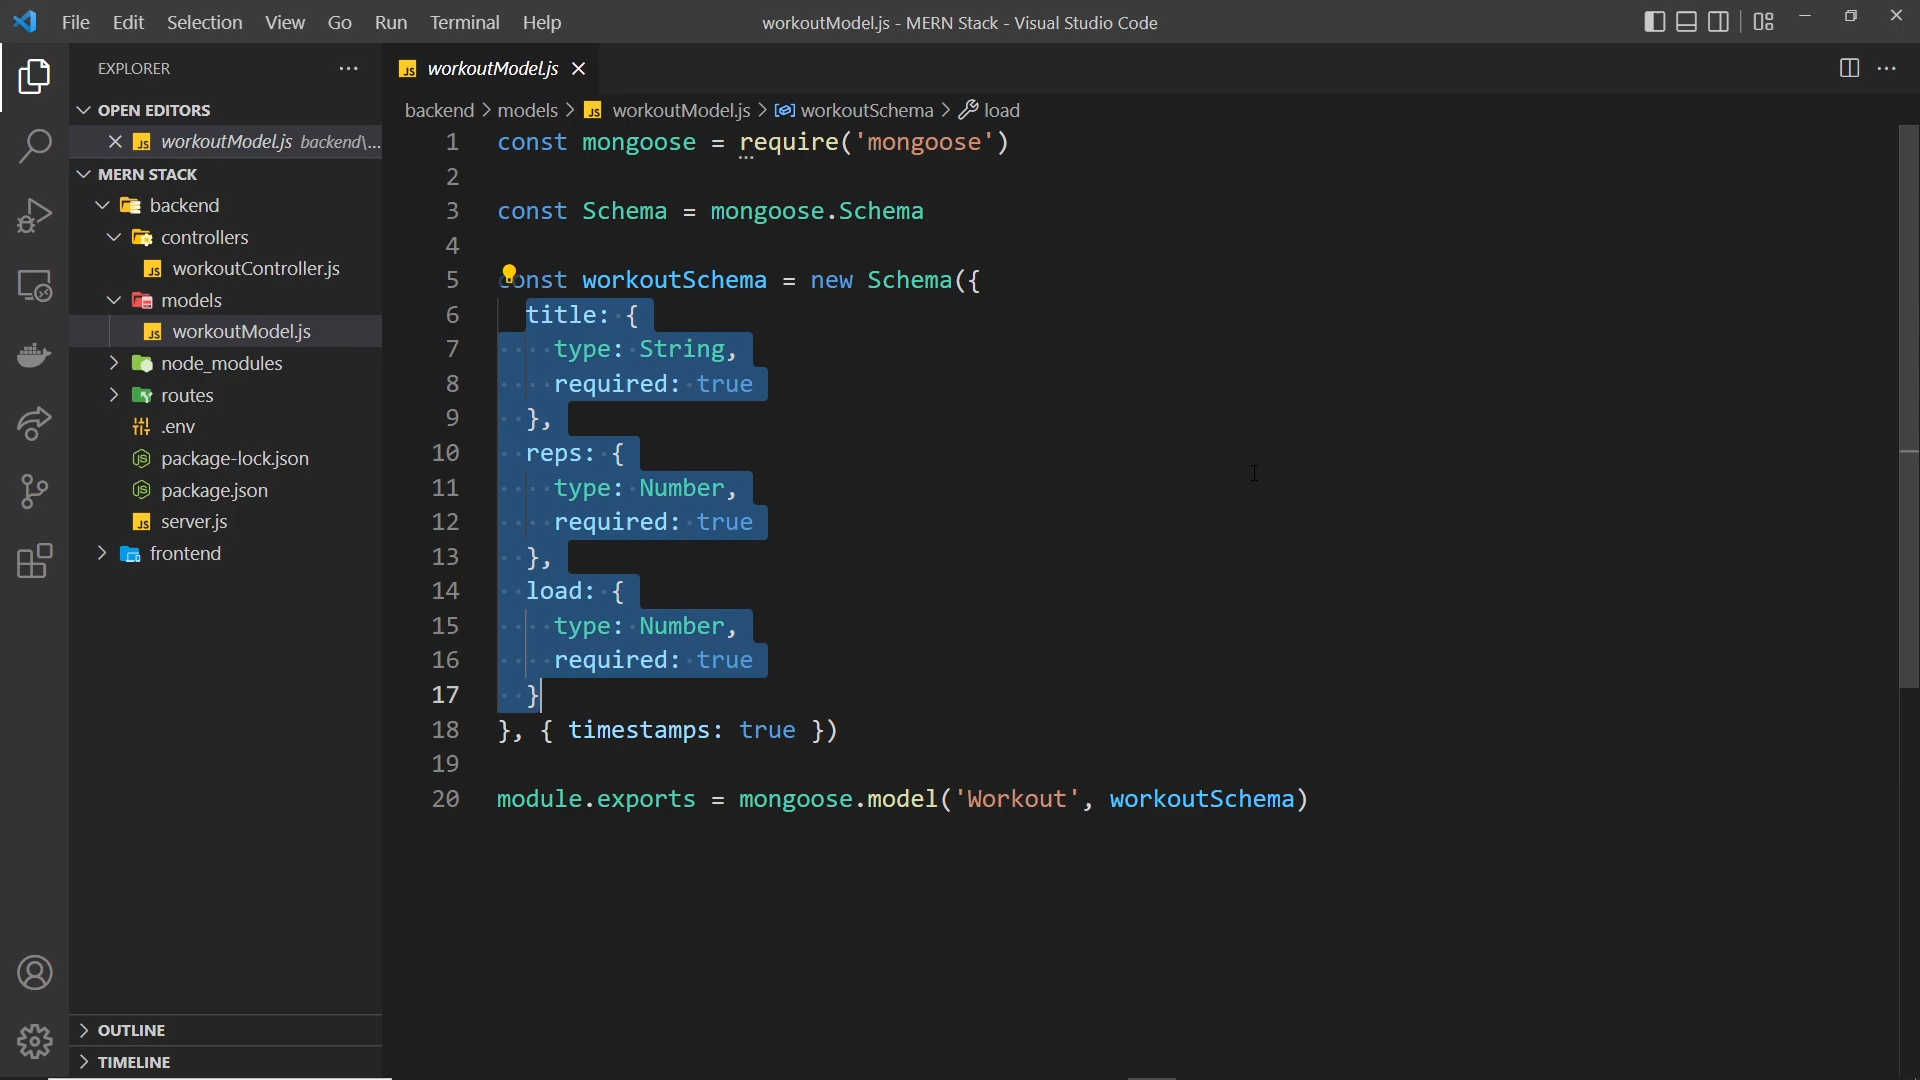 File Edit Selection View Go Run Terminal Help
workoutModel.js - MERN Stack - Visual Studio Code
EXPLORER
OPEN EDITORS
workoutModel.js backend\...
MERN STACK
backend
controllers
workoutController.js
models
workoutModel.js
node_modules
routes
.env
package-lock.json
package.json
server.js
frontend
OUTLINE
TIMELINE
workoutModel.js
backend > models > workoutModel.js > workoutSchema > load
1 const mongoose = require('mongoose')
2
3 const Schema = mongoose.Schema
4
5 const workoutSchema = new Schema({
6 title: {
7 type: String,
8 required: true
9 },
10 reps: {
11 type: Number,
12 required: true
13 },
14 load: {
15 type: Number,
16 required: true
17 }
18 }, { timestamps: true })
19
20 module.exports = mongoose.model('Workout', workoutSchema)